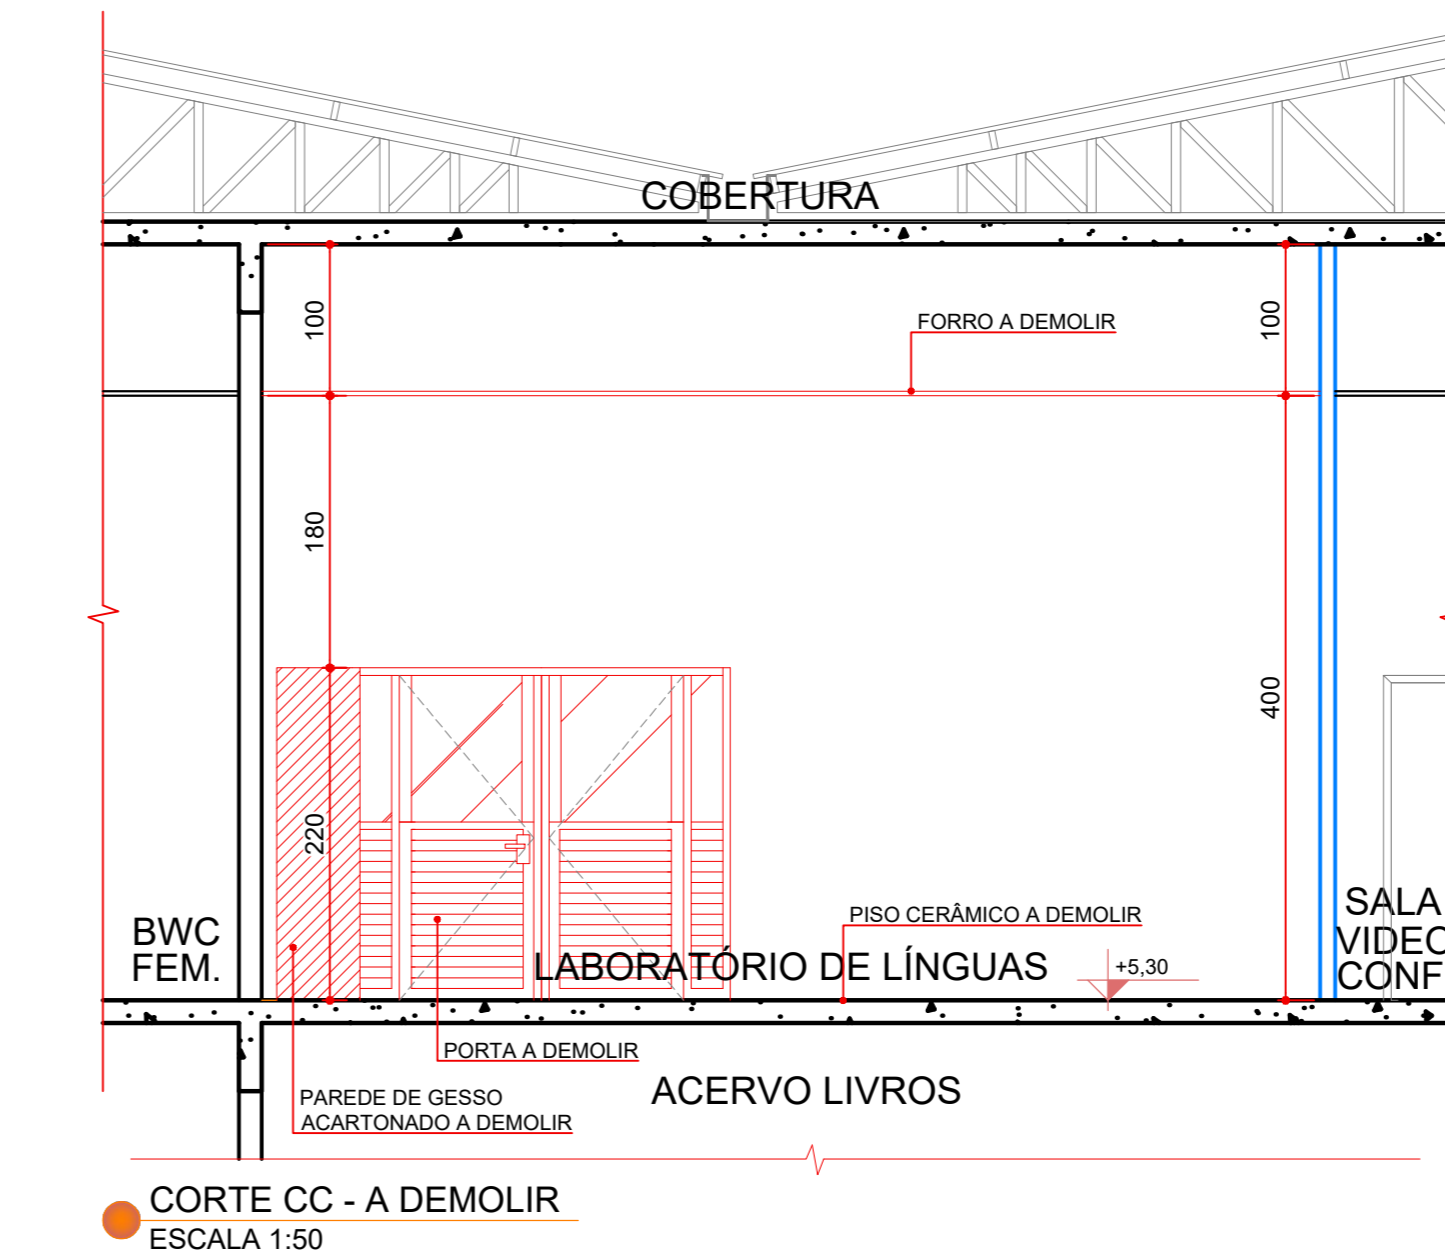 COBERTURA
100
FORRO A DEMOLIR
100
180
400
220
BWC
FEM.
PISO CERÂMICO A DEMOLIR
SALA
VIDEO
CONF
LABORATÓRIO DE LÍNGUAS
+5,30
PORTA A DEMOLIR
ACERVO LIVROS
PAREDE DE GESSO
ACARTONADO A DEMOLIR
CORTE CC - A DEMOLIR
ESCALA 1:50